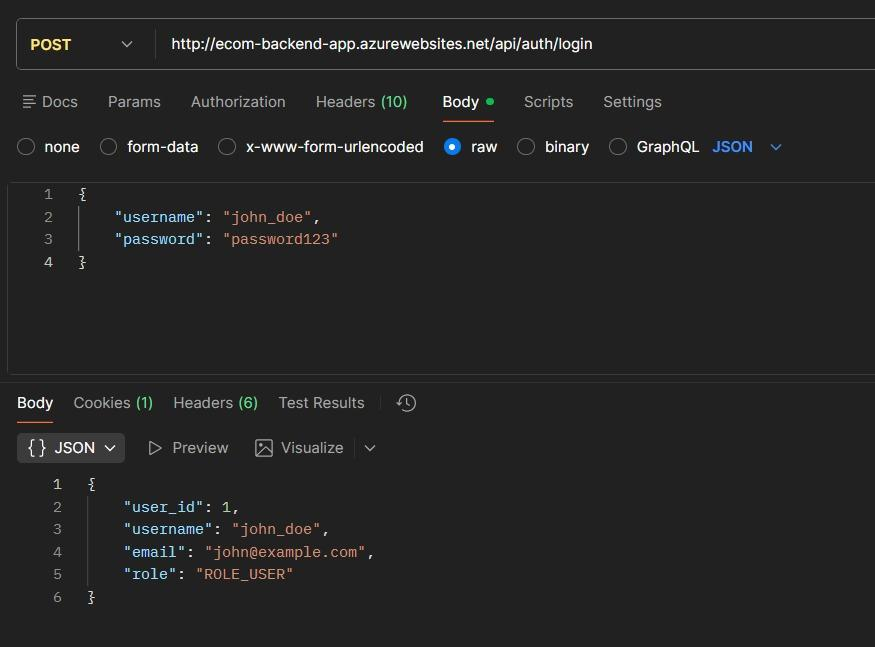 POST http://ecom-backend-app.azurewebsites.net/api/auth/login
Docs Params Authorization Headers (10) Body Scripts Settings
none form-data x-www-form-urlencoded raw binary GraphQL JSON
1 {
2 "username": "john_doe",
3 "password": "password123"
4 }
Body Cookies (1) Headers (6) Test Results
{} JSON Preview Visualize
1 {
2 "user_id": 1,
3 "username": "john_doe",
4 "email": "john@example.com",
5 "role": "ROLE_USER"
6 }